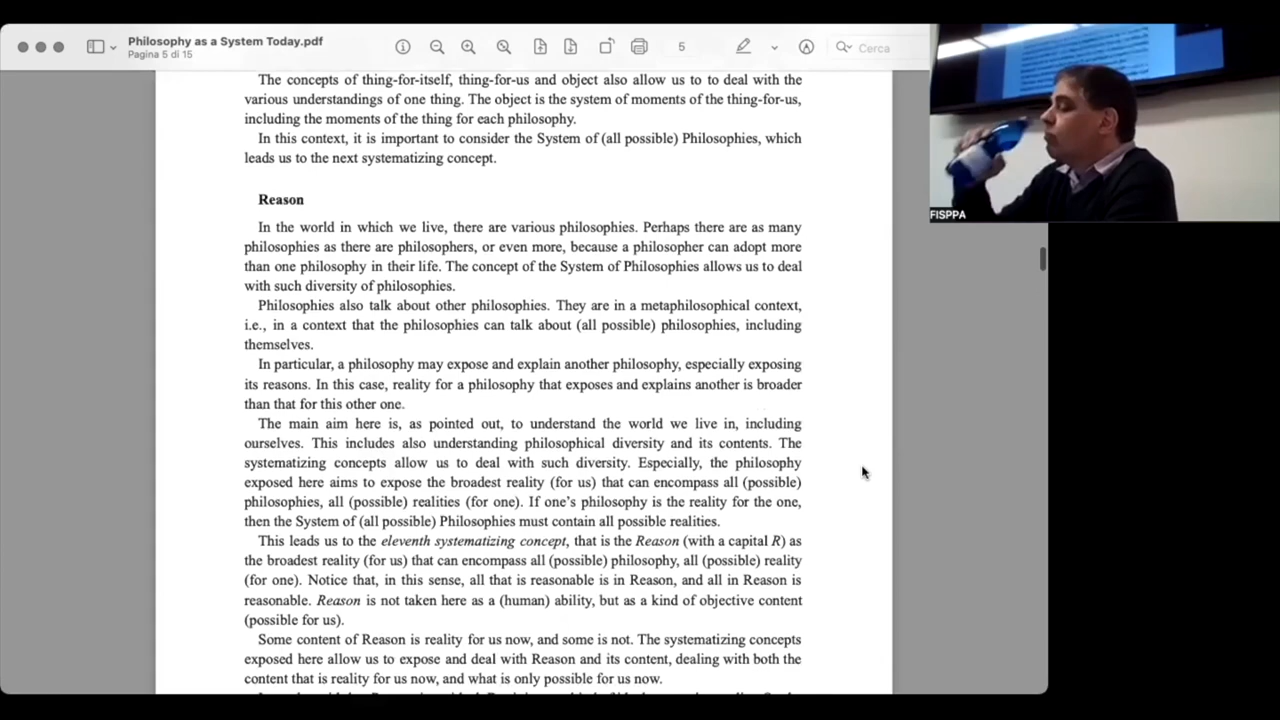 Philosophy as a System Today.pdf
Pagina 5 di 15
5
Cerca
The concepts of thing-for-itself, thing-for-us and object also allow us to to deal with the
various understandings of one thing. The object is the system of moments of the thing-for-us,
including the moments of the thing for each philosophy.
In this context, it is important to consider the System of (all possible) Philosophies, which
leads us to the next systematizing concept.
Reason
In the world in which we live, there are various philosophies. Perhaps there are as many
philosophies as there are philosophers, or even more, because a philosopher can adopt more
than one philosophy in their life. The concept of the System of Philosophies allows us to deal
with such diversity of philosophies.
Philosophies also talk about other philosophies. They are in a metaphilosophical context,
i.e., in a context that the philosophies can talk about (all possible) philosophies, including
themselves.
In particular, a philosophy may expose and explain another philosophy, especially exposing
its reasons. In this case, reality for a philosophy that exposes and explains another is broader
than that for this other one.
The main aim here is, as pointed out, to understand the world we live in, including
ourselves. This includes also understanding philosophical diversity and its contents. The
systematizing concepts allow us to deal with such diversity. Especially, the philosophy
exposed here aims to expose the broadest reality (for us) that can encompass all (possible)
philosophies, all (possible) realities (for one). If one's philosophy is the reality for the one,
then the System of (all possible) Philosophies must contain all possible realities.
This leads us to the eleventh systematizing concept, that is the Reason (with a capital R) as
the broadest reality (for us) that can encompass all (possible) philosophy, all (possible) reality
(for one). Notice that, in this sense, all that is reasonable is in Reason, and all in Reason is
reasonable. Reason is not taken here as a (human) ability, but as a kind of objective content
(possible for us).
Some content of Reason is reality for us now, and some is not. The systematizing concepts
exposed here allow us to expose and deal with Reason and its content, dealing with both the
content that is reality for us now, and what is only possible for us now.
FISPPA